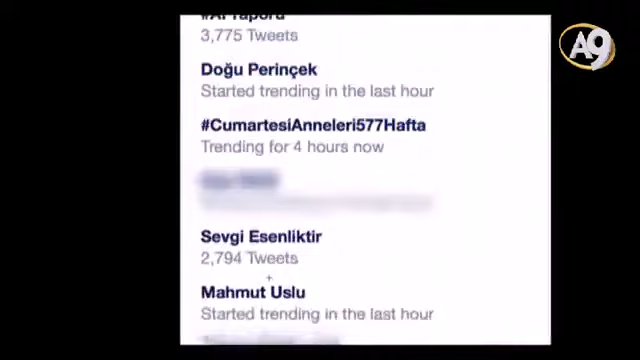 3,775 Tweets
Doğu Perinçek
Started trending in the last hour
#CumartesiAnneleri577Hafta
Trending for 4 hours now
Sevgi Esenliktir
2,794 Tweets
Mahmut Uslu
Started trending in the last hour
A9